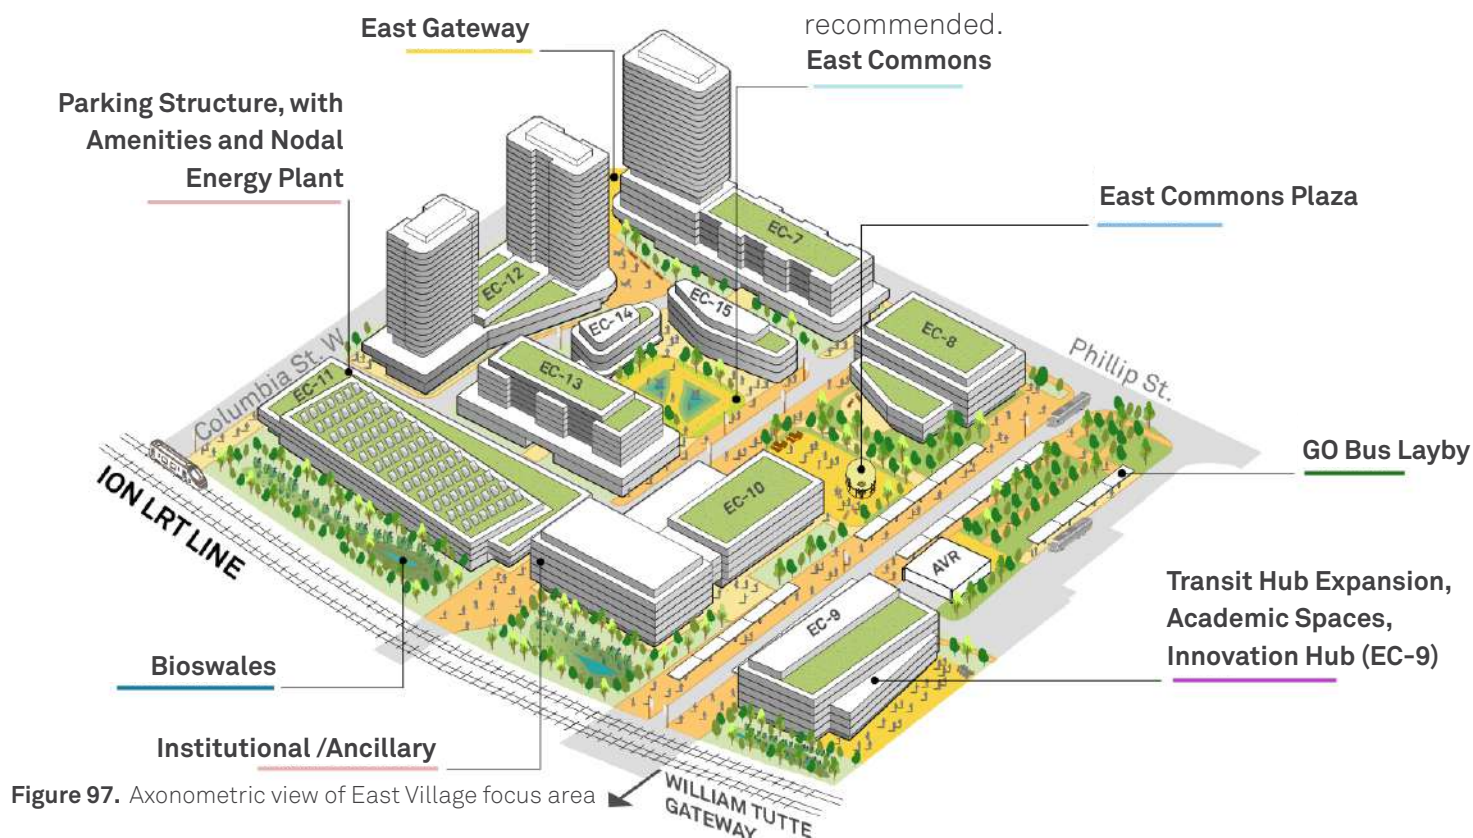 recommended.
East Gateway
East Commons
Parking Structure, with
Amenities and Nodal
Energy Plant
East Commons Plaza
EC-7
EC-12
EC-15
EC-14
EC-8
Phillip St.
Columbia St. W.
EC-11
EC-13
GO Bus Layby
ION LRT LINE
EC-10
AVR
Transit Hub Expansion,
Academic Spaces,
Innovation Hub (EC-9)
EC-9
Bioswales
Institutional /Ancillary
Figure 97. Axonometric view of East Village focus area
WILLIAM TUTTE
GATEWAY